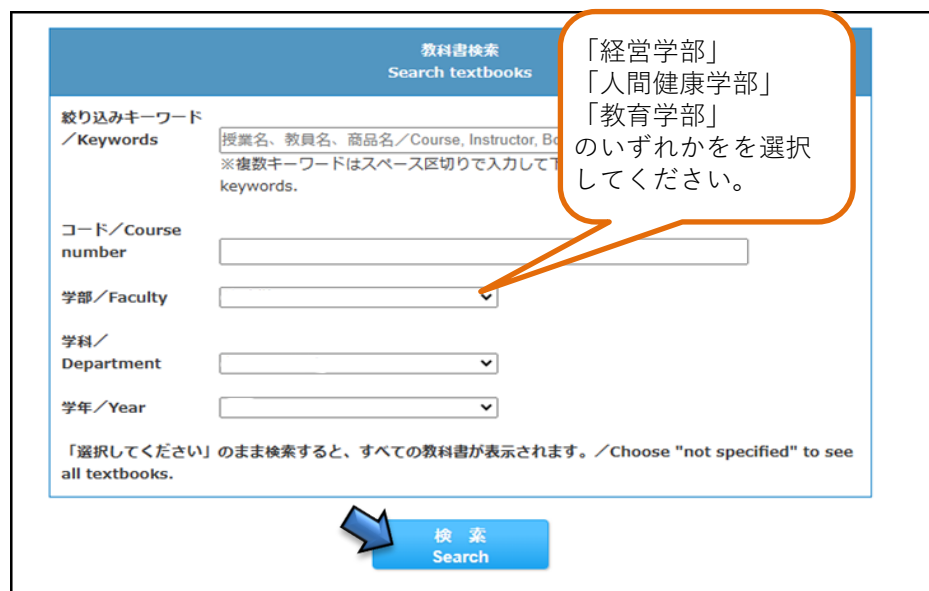 教科書検索
Search textbooks
「経営学部」
「人間健康学部」
「教育学部」
のいずれかをを選択
してください。
絞り込みキーワード
／Keywords
授業名、教員名、商品名／Course, Instructor,
※複数キーワードはスペース区切りで入力して
keywords.
コード／Course
number
学部／Faculty
学科／
Department
学年／Year
「選択してください」のまま検索すると、すべての教科書が表示されます。／Choose "not specified" to see
all textbooks.
検 索
Search